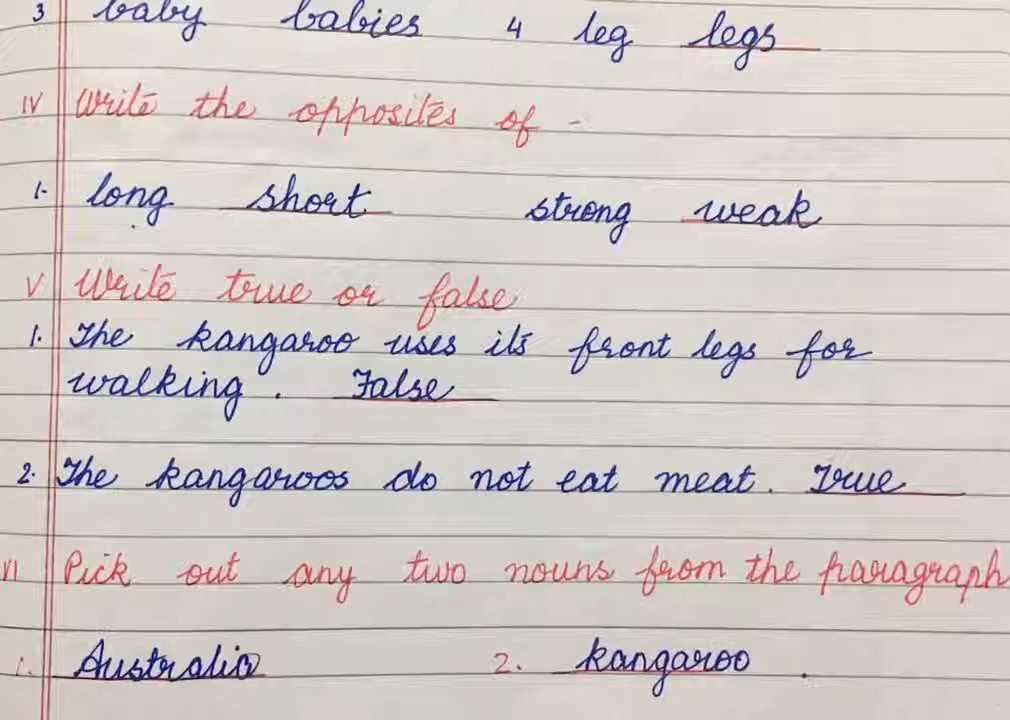 3 baby babies 4 leg legs
IV Write the opposites of -
1. long short strong weak
V Write true or false
1. The kangaroo uses its front legs for
walking. False
2. The kangaroos do not eat meat. True
VI Pick out any two nouns from the paragraph
1. Australia 2. kangaroo.